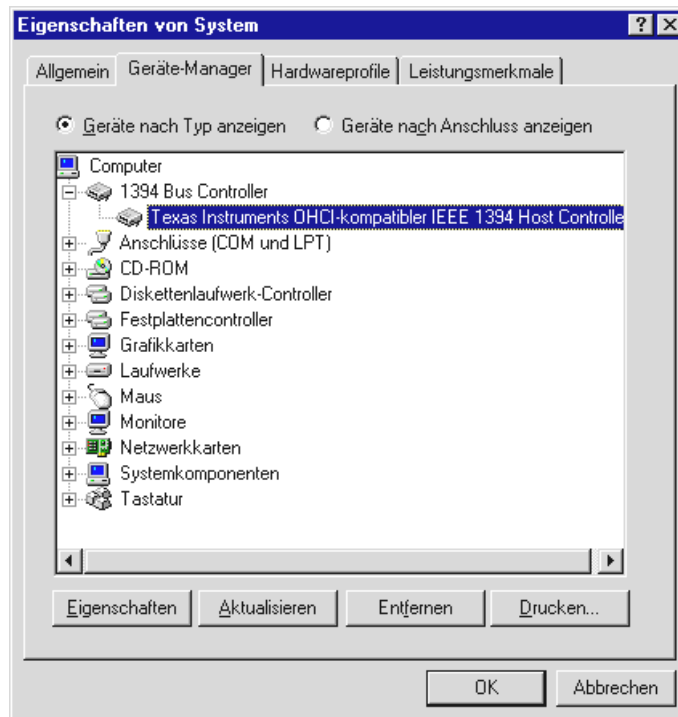 Eigenschaften von System
Allgemein Geräte-Manager Hardwareprofile Leistungsmerkmale
Geräte nach Typ anzeigen Geräte nach Anschluss anzeigen
Computer
1394 Bus Controller
Texas Instruments OHCI-kompatibler IEEE 1394 Host Controlle
Anschlüsse (COM und LPT)
CD-ROM
Diskettenlaufwerk-Controller
Festplattencontroller
Grafikkarten
Laufwerke
Maus
Monitore
Netzwerkkarten
Systemkomponenten
Tastatur
Eigenschaften Aktualisieren Entfernen Drucken...
OK Abbrechen